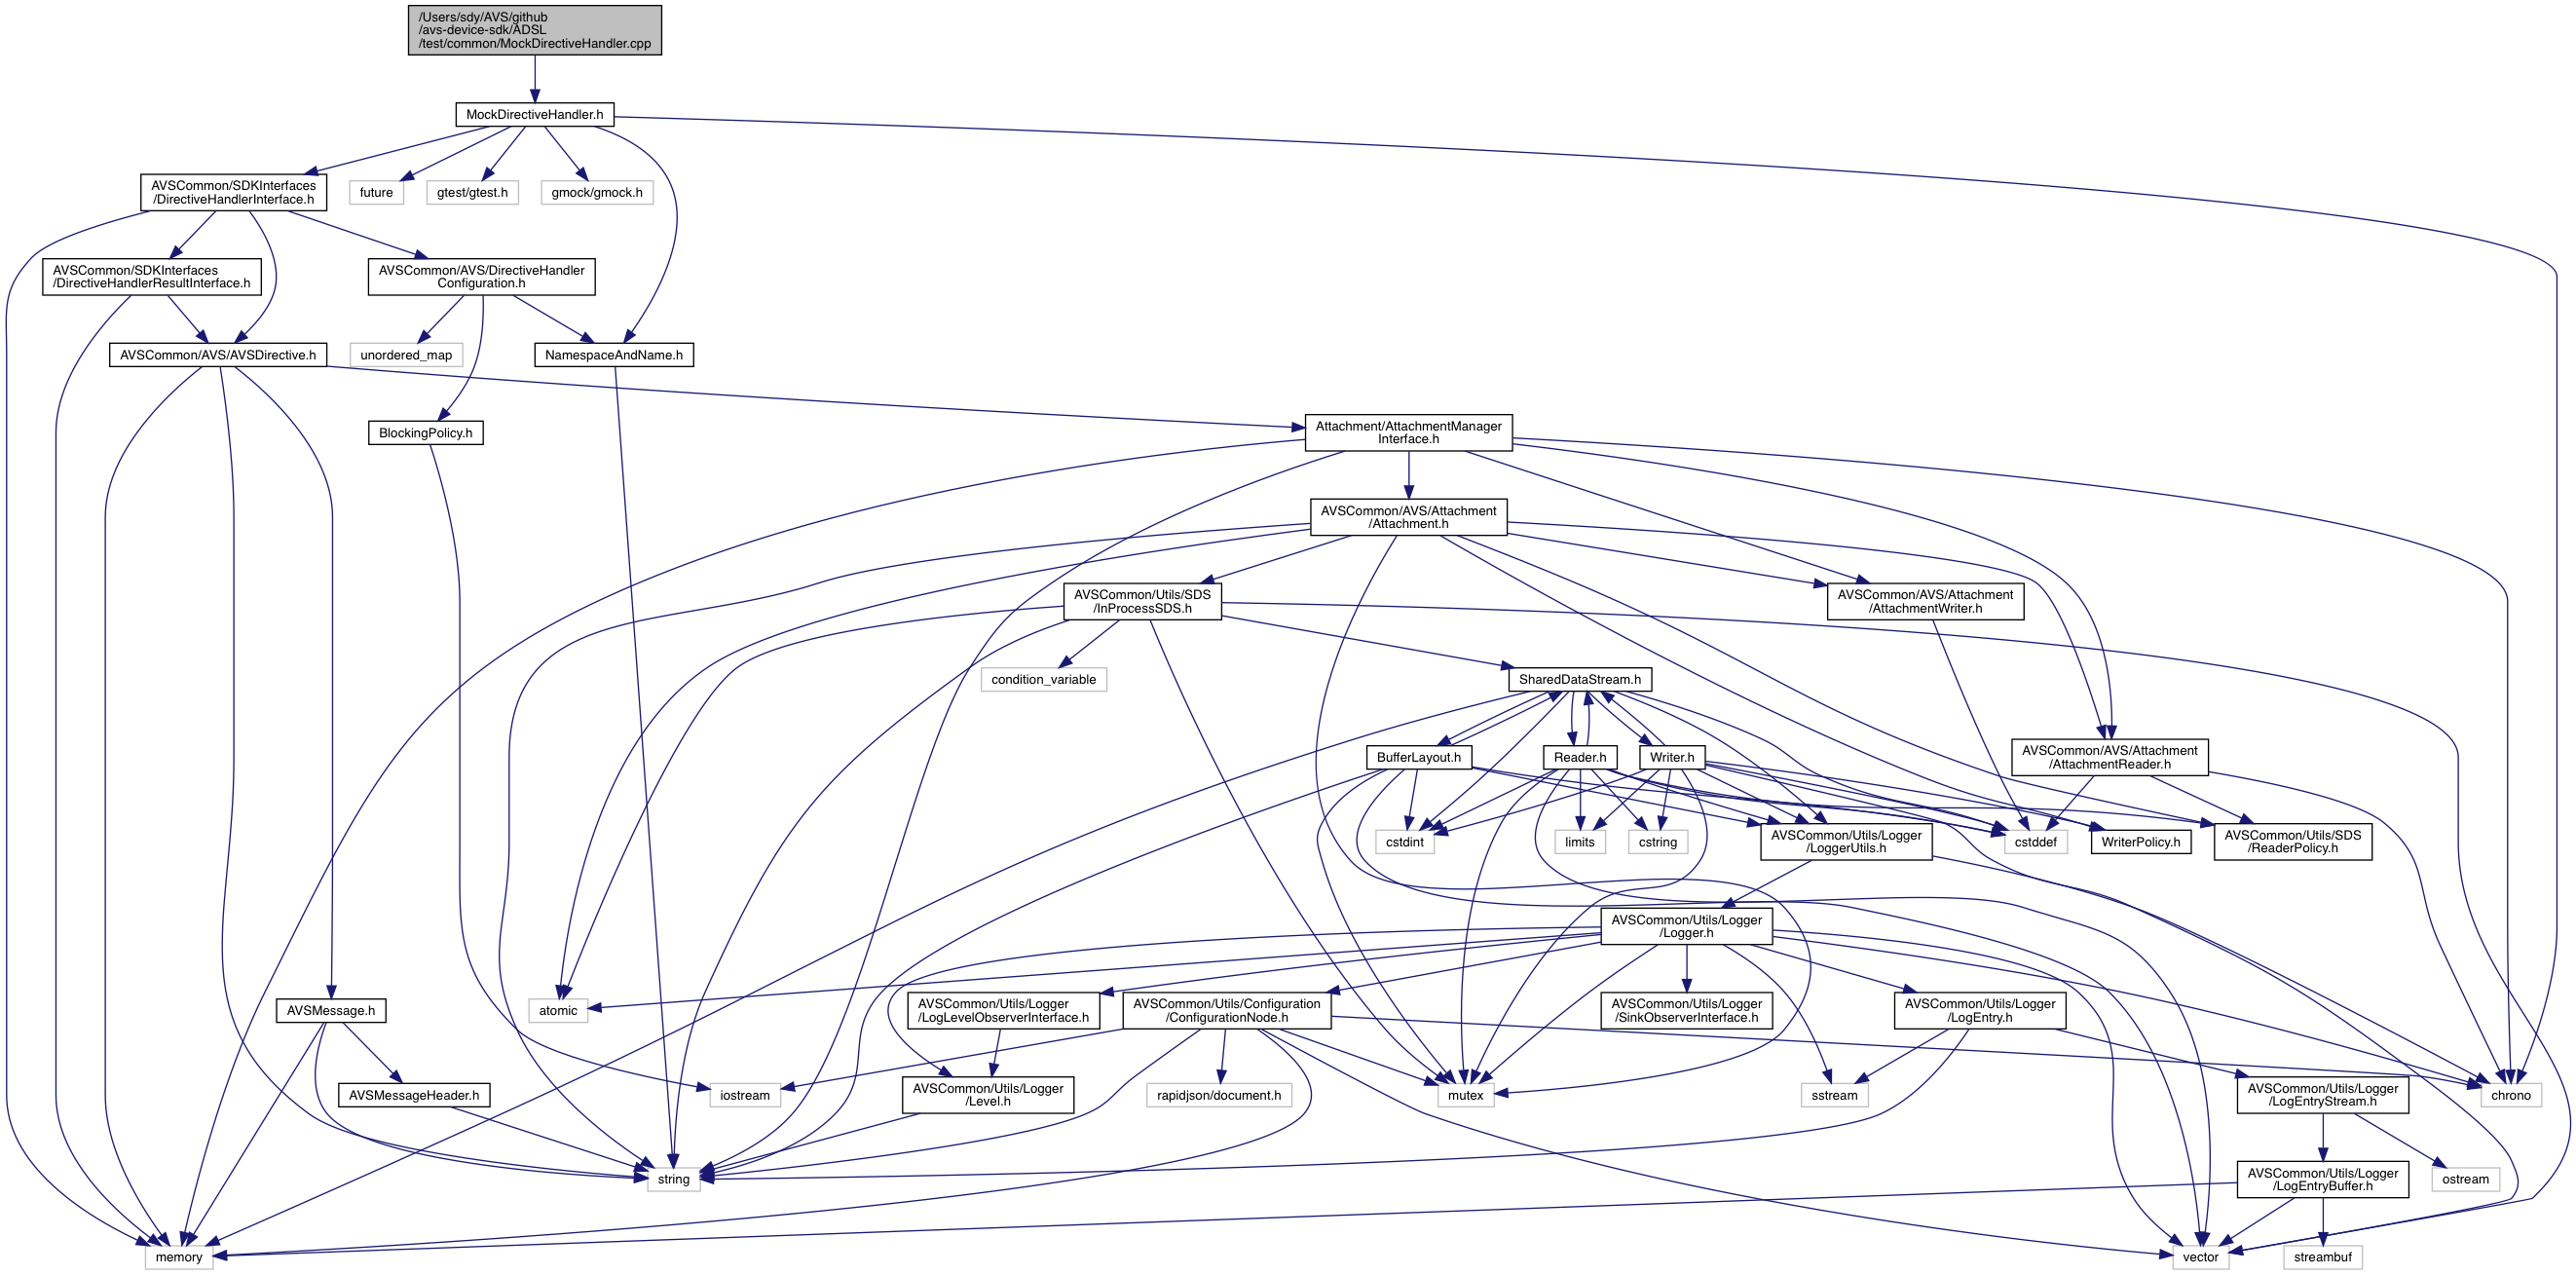 /Users/sdy/AVS/github
/avs-device-sdk/ADSL
/test/common/MockDirectiveHandler.cpp
MockDirectiveHandler.h
AVSCommon/SDKInterfaces
/DirectiveHandlerInterface.h
future
gtest/gtest.h
gmock/gmock.h
AVSCommon/SDKInterfaces
/DirectiveHandlerResultInterface.h
AVSCommon/AVS/DirectiveHandler
Configuration.h
AVSCommon/AVS/AVSDirective.h
unordered_map
NamespaceAndName.h
BlockingPolicy.h
Attachment/AttachmentManager
Interface.h
AVSCommon/AVS/Attachment
/Attachment.h
AVSCommon/Utils/SDS
/InProcessSDS.h
AVSCommon/AVS/Attachment
/AttachmentWriter.h
condition_variable
SharedDataStream.h
BufferLayout.h
Reader.h
Writer.h
AVSCommon/AVS/Attachment
/AttachmentReader.h
cstdint
limits
cstring
AVSCommon/Utils/Logger
/LoggerUtils.h
cstddef
WriterPolicy.h
AVSCommon/Utils/SDS
/ReaderPolicy.h
AVSCommon/Utils/Logger
/Logger.h
AVSMessage.h
atomic
AVSCommon/Utils/Logger
/LogLevelObserverInterface.h
AVSCommon/Utils/Configuration
/ConfigurationNode.h
AVSCommon/Utils/Logger
/SinkObserverInterface.h
AVSCommon/Utils/Logger
/LogEntry.h
AVSMessageHeader.h
iostream
AVSCommon/Utils/Logger
/Level.h
rapidjson/document.h
mutex
sstream
AVSCommon/Utils/Logger
/LogEntryStream.h
chrono
string
AVSCommon/Utils/Logger
/LogEntryBuffer.h
ostream
memory
vector
streambuf